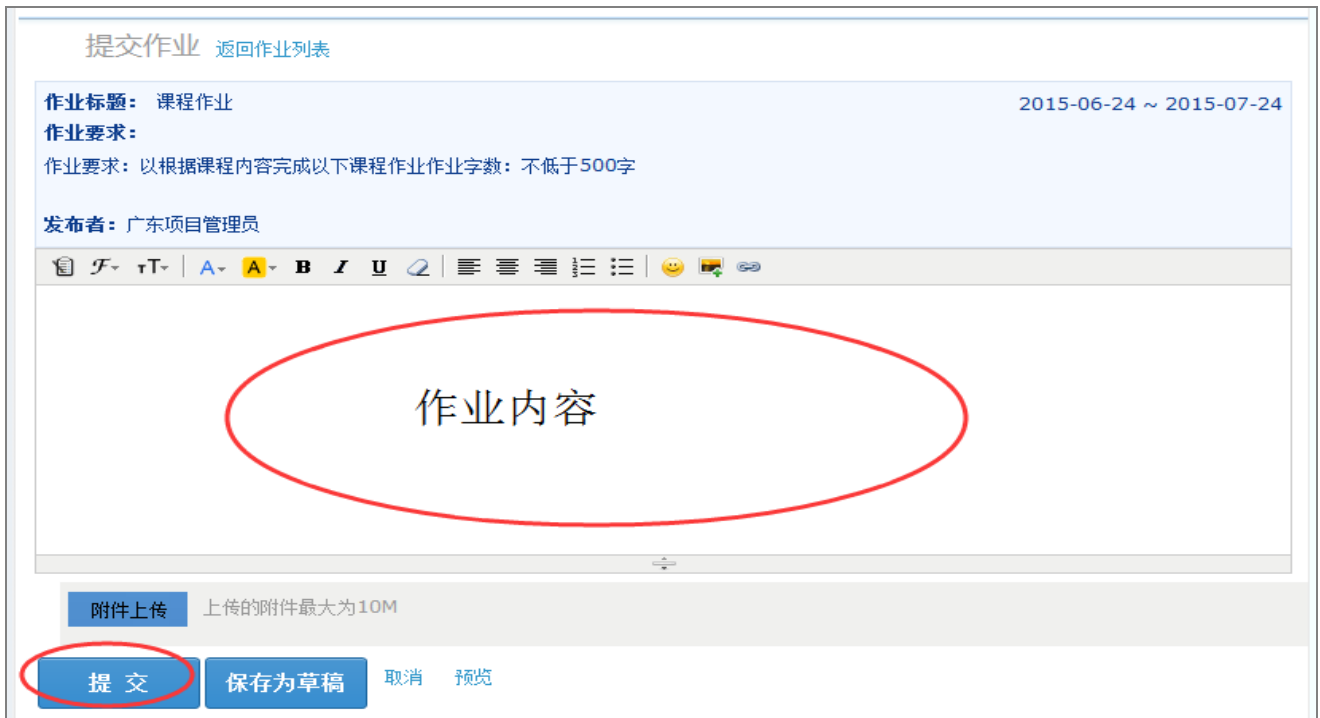 提交作业 返回作业列表
作业标题： 课程作业 2015-06-24 ~ 2015-07-24
作业要求：
作业要求：以根据课程内容完成以下课程作业作业字数：不低于500字
发布者：广东项目管理员
作业内容
附件上传 上传的附件最大为10M
提 交 保存为草稿 取消 预览